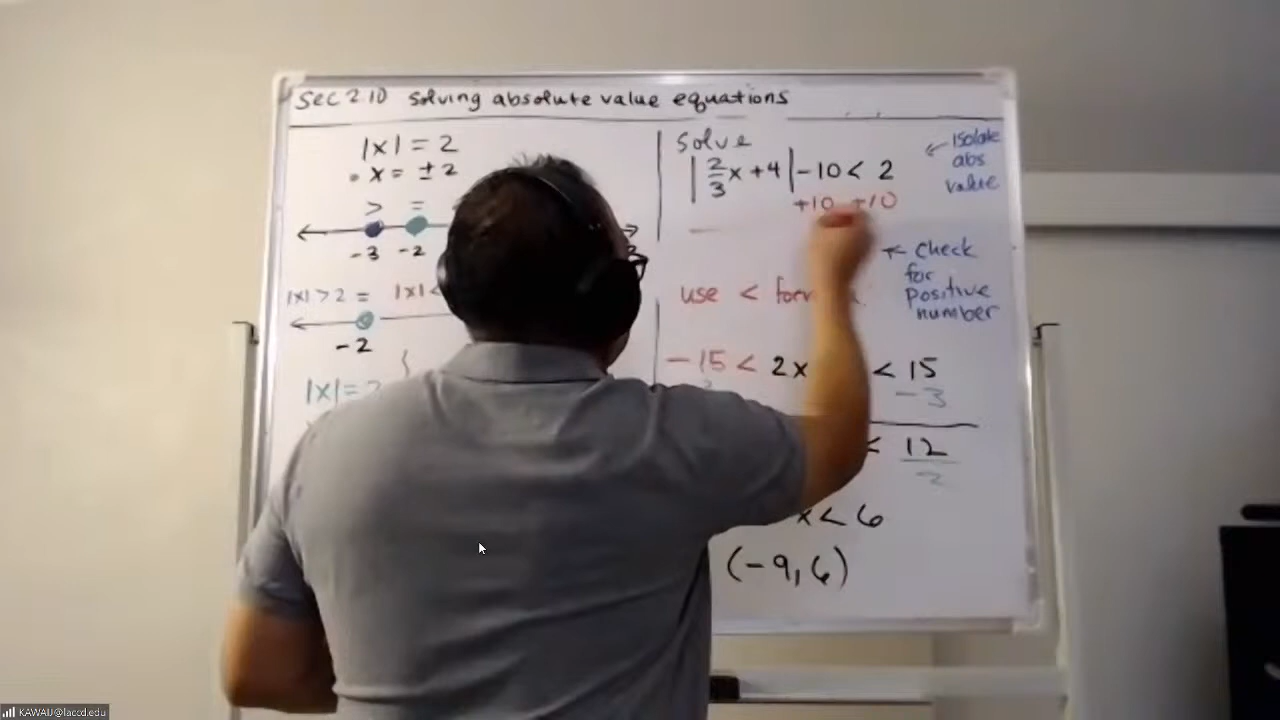 Sec 2.10 Solving absolute value equations
|x| = 2
• x = ± 2
> =
-3 -2
|x| > 2 = |x| <
-2
|x| = 2
Solve
| 2/3 x + 4 | - 10 < 2
+10 +10
← Isolate
abs
value
← check
for
positive
number
use <
-15 < 2x < 15
- 3
< 12
2
x < 6
(-9, 6)
KAWAIJ@laccd.edu